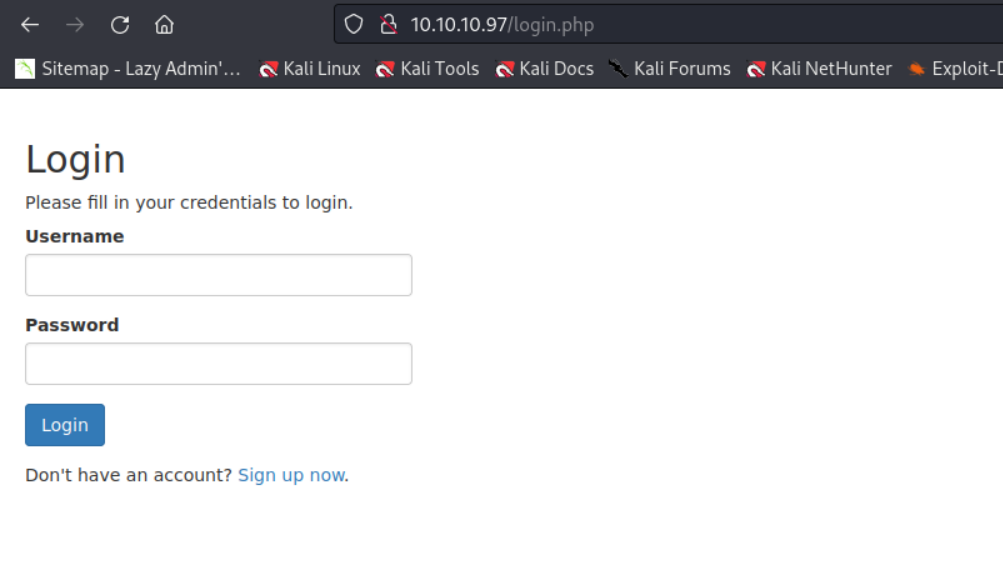 10.10.10.97/login.php
Sitemap - Lazy Admin'... Kali Linux Kali Tools Kali Docs Kali Forums Kali NetHunter Exploit-D
Login
Please fill in your credentials to login.
Username
Password
Login
Don't have an account? Sign up now.